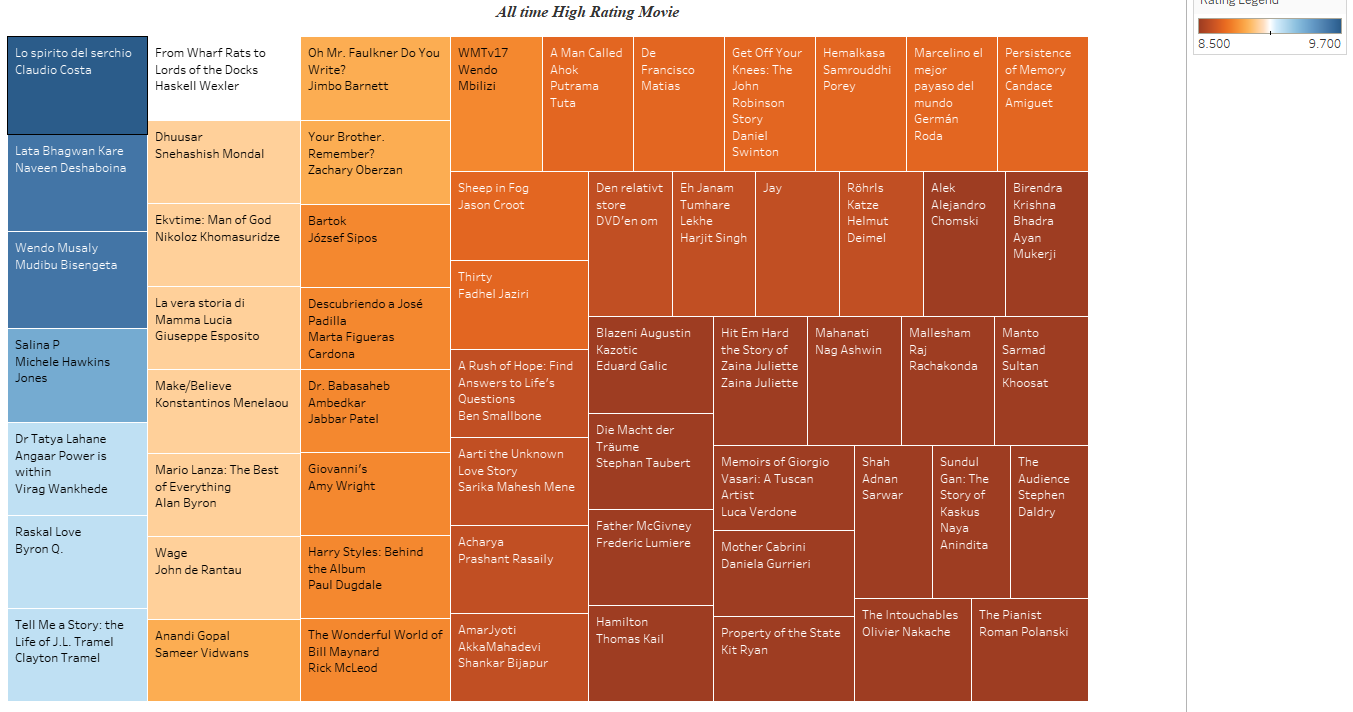 All time High Rating Movie
Rating Legend
8.500 9.700
Lo spirito del serchio
Claudio Costa
Lata Bhagwan Kare
Naveen Deshaboina
Wendo Musaly
Mudibu Bisengeta
Salina P
Michele Hawkins
Jones
Dr Tatya Lahane
Angaar Power is
within
Virag Wankhede
Raskal Love
Byron Q.
Tell Me a Story: the
Life of J.L. Tramel
Clayton Tramel
From Wharf Rats to
Lords of the Docks
Haskell Wexler
Dhuusar
Snehashish Mondal
Ekvtime: Man of God
Nikoloz Khomasuridze
La vera storia di
Mamma Lucia
Giuseppe Esposito
Make/Believe
Konstantinos Menelaou
Mario Lanza: The Best
of Everything
Alan Byron
Wage
John de Rantau
Anandi Gopal
Sameer Vidwans
Oh Mr. Faulkner Do You
Write?
Jimbo Barnett
Your Brother.
Remember?
Zachary Oberzan
Bartok
József Sipos
Descubriendo a José
Padilla
Marta Figueras
Cardona
Dr. Babasaheb
Ambedkar
Jabbar Patel
Giovanni's
Amy Wright
Harry Styles: Behind
the Album
Paul Dugdale
The Wonderful World of
Bill Maynard
Rick McLeod
WMTv17
Wendo
Mbilizi
A Man Called
Ahok
Putrama
Tuta
De
Francisco
Matias
Get Off Your
Knees: The
John
Robinson
Story
Daniel
Swinton
Hemalkasa
Samrouddhi
Porey
Marcelino el
mejor
payaso del
mundo
Germán
Roda
Persistence
of Memory
Candace
Amiguet
Sheep in Fog
Jason Croot
Thirty
Fadhel Jaziri
A Rush of Hope: Find
Answers to Life's
Questions
Ben Smallbone
Aarti the Unknown
Love Story
Sarika Mahesh Mene
Acharya
Prashant Rasaily
AmarJyoti
AkkaMahadevi
Shankar Bijapur
Den relativt
store
DVD'en om
Eh Janam
Tumhare
Lekhe
Harjit Singh
Jay
Röhrls
Katze
Helmut
Deimel
Alek
Alejandro
Chomski
Birendra
Krishna
Bhadra
Ayan
Mukerji
Blazeni Augustin
Kazotic
Eduard Galic
Die Macht der
Träume
Stephan Taubert
Father McGivney
Frederic Lumiere
Hamilton
Thomas Kail
Hit Em Hard
the Story of
Zaina Juliette
Zaina Juliette
Mahanati
Nag Ashwin
Mallesham
Raj
Rachakonda
Manto
Sarmad
Sultan
Khoosat
Memoirs of Giorgio
Vasari: A Tuscan
Artist
Luca Verdone
Mother Cabrini
Daniela Gurrieri
Property of the State
Kit Ryan
Shah
Adnan
Sarwar
Sundul
Gan: The
Story of
Kaskus
Naya
Anindita
The
Audience
Stephen
Daldry
The Intouchables
Olivier Nakache
The Pianist
Roman Polanski